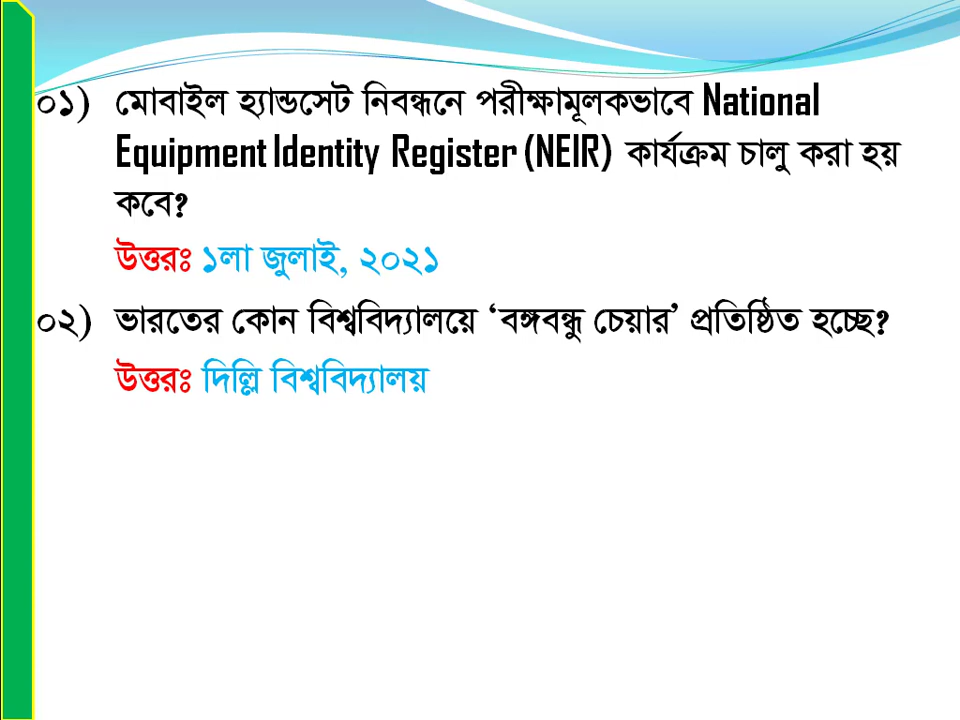 ০১) মোবাইল হ্যান্ডসেট নিবন্ধনে পরীক্ষামূলকভাবে National
Equipment Identity Register (NEIR) কার্যক্রম চালু করা হয়
কবে?
উত্তরঃ ১লা জুলাই, ২০২১
০২) ভারতের কোন বিশ্ববিদ্যালয়ে ‘বঙ্গবন্ধু চেয়ার’ প্রতিষ্ঠিত হচ্ছে?
উত্তরঃ দিল্লি বিশ্ববিদ্যালয়